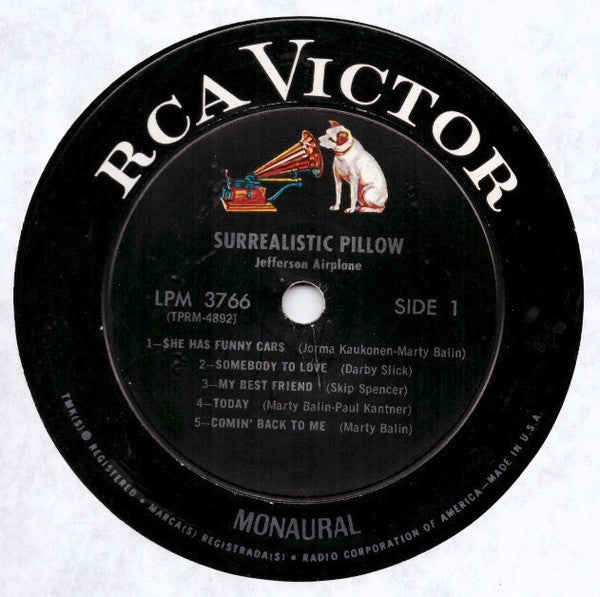 RCA VICTOR
SURREALISTIC PILLOW
Jefferson Airplane
LPM 3766 SIDE 1
(TPRM-4892)
1—SHE HAS FUNNY CARS (Jorma Kaukonen-Marty Balin)
2—SOMEBODY TO LOVE (Darby Slick)
3—MY BEST FRIEND (Skip Spencer)
4—TODAY (Marty Balin-Paul Kantner)
5—COMIN' BACK TO ME (Marty Balin)
MONAURAL
TMK(S) ® REGISTERED • MARCA(S) REGISTRADA(S) • RADIO CORPORATION OF AMERICA—MADE IN U.S.A.